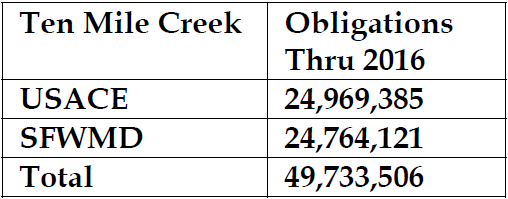 Ten Mile Creek Obligations
Thru 2016
USACE 24,969,385
SFWMD 24,764,121
Total 49,733,506